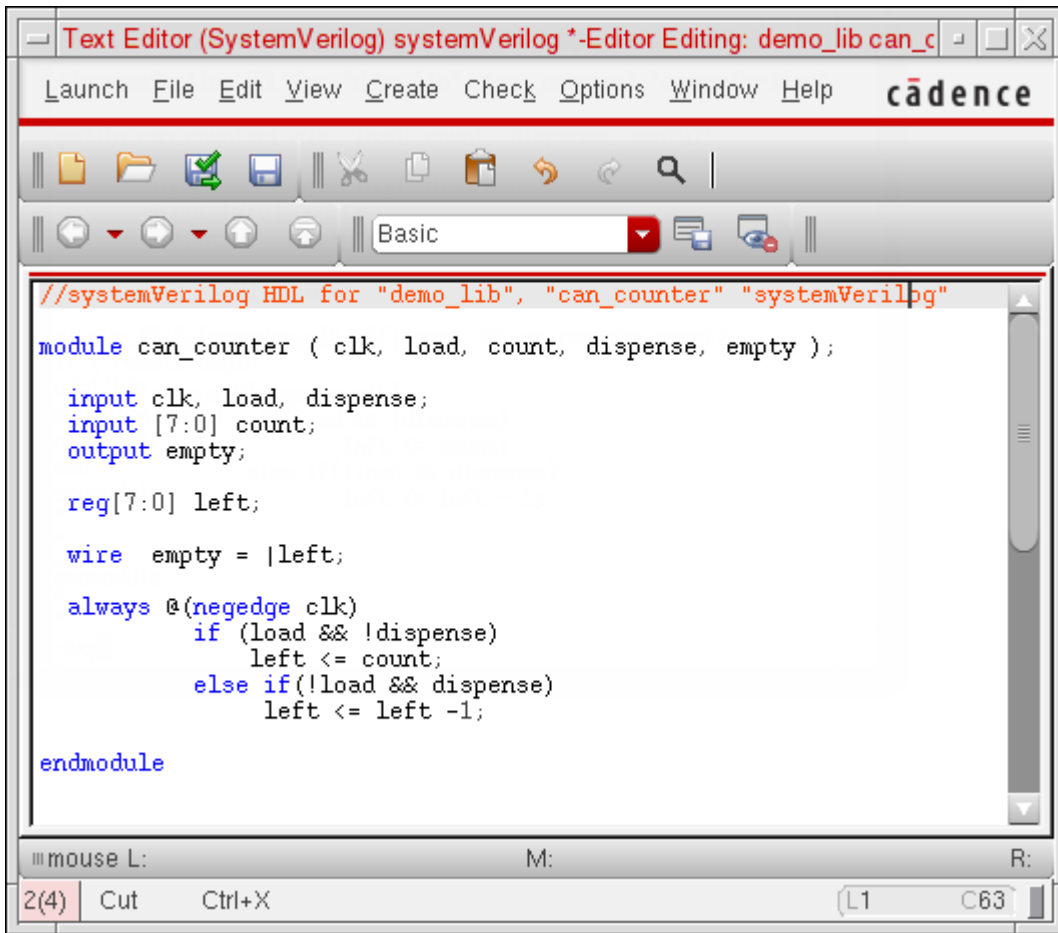 Text Editor (SystemVerilog) systemVerilog *-Editor Editing: demo_lib can_c
Launch File Edit View Create Check Options Window Help cādence
Basic
//systemVerilog HDL for "demo_lib", "can_counter" "systemVerilog"
module can_counter ( clk, load, count, dispense, empty );
input clk, load, dispense;
input [7:0] count;
output empty;
reg[7:0] left;
wire  empty = |left;
always @(negedge clk)
if (load && !dispense)
left <= count;
else if(!load && dispense)
left <= left -1;
endmodule
mouse L: M: R:
2(4) Cut Ctrl+X L1 C63